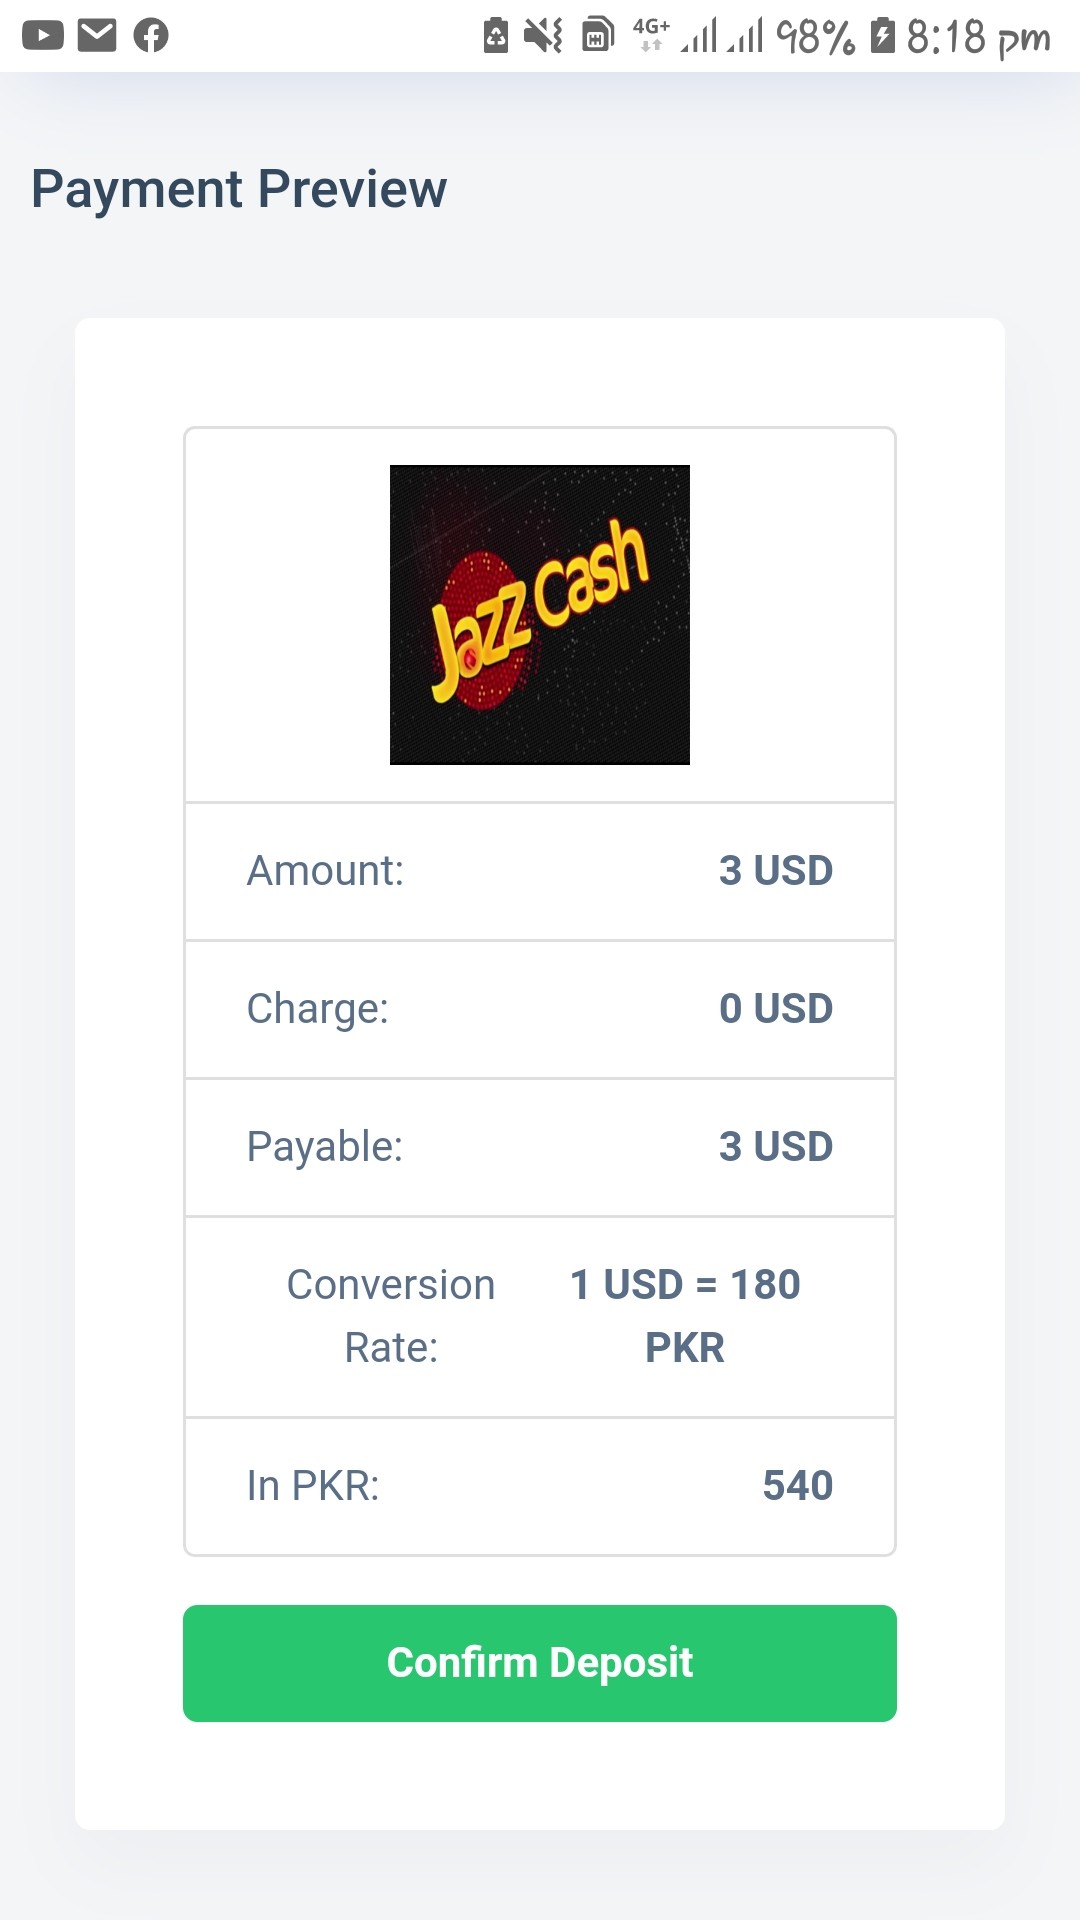 4G+ 98% 8:18 pm
Payment Preview
Jazz Cash
Amount: 3 USD
Charge: 0 USD
Payable: 3 USD
Conversion Rate: 1 USD = 180 PKR
In PKR: 540
Confirm Deposit